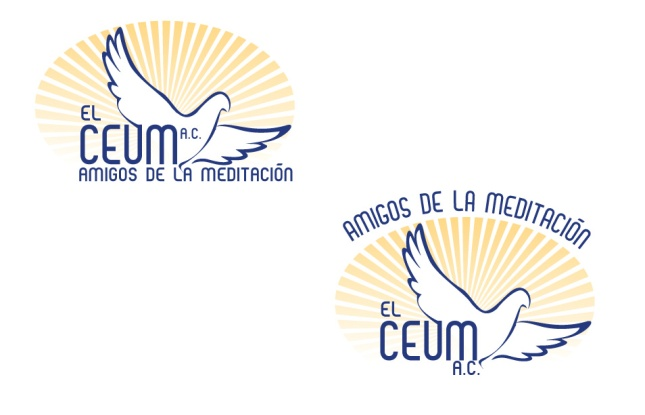 EL
CEUM A.C.
AMIGOS DE LA MEDITACIÓN
AMIGOS DE LA MEDITACIÓN
EL
CEUM
A.C.